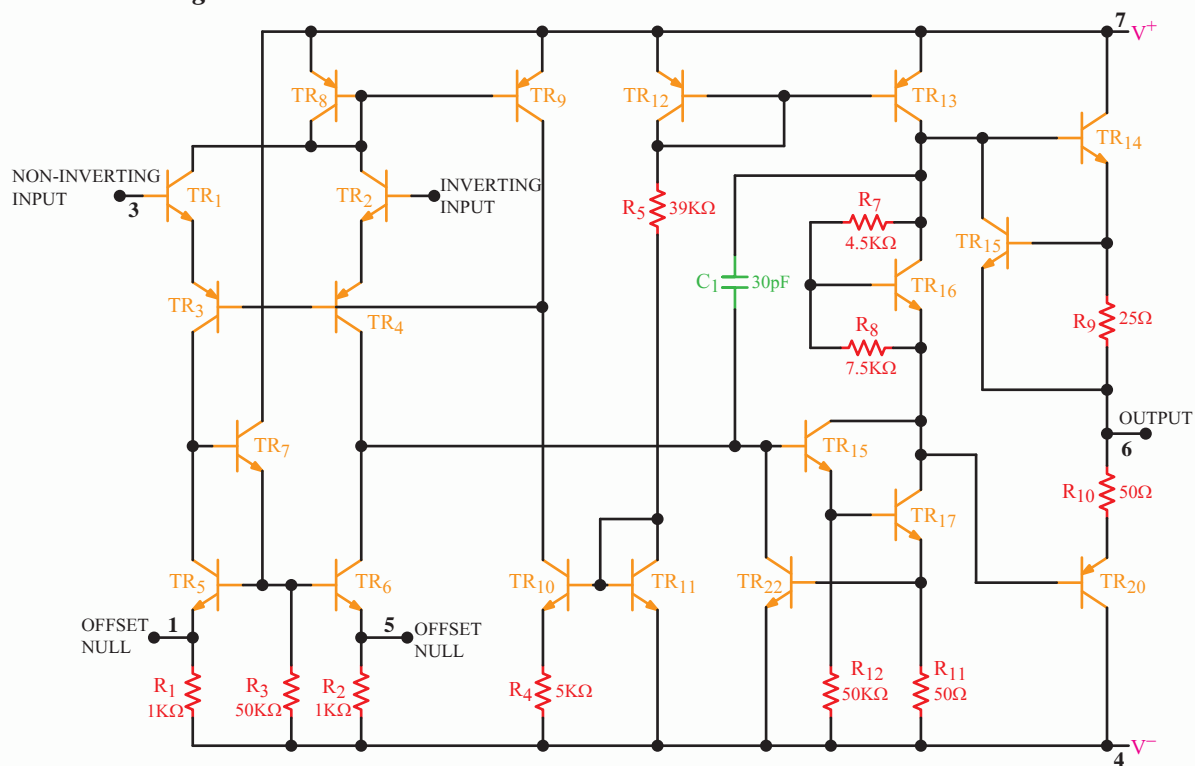 7
V+
TR8
TR9
TR12
TR13
TR14
NON-INVERTING
INPUT
3
TR1
TR2
INVERTING
INPUT
R5
39KΩ
R7
4.5KΩ
TR15
C1
30pF
TR16
TR3
TR4
R8
7.5KΩ
R9
25Ω
OUTPUT
6
TR7
TR15
R10
50Ω
TR17
TR5
TR6
TR10
TR11
TR22
TR20
OFFSET
NULL
1
5
OFFSET
NULL
R1
1KΩ
R3
50KΩ
R2
1KΩ
R4
5KΩ
R12
50KΩ
R11
50Ω
V−
4